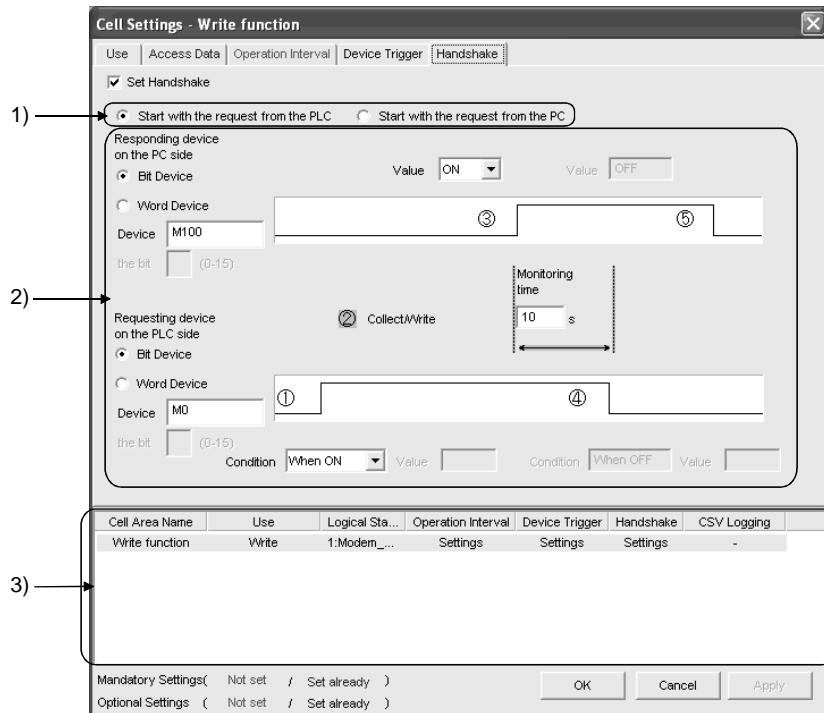 Cell Settings - Write function
Use Access Data Operation Interval Device Trigger Handshake
Set Handshake
1)
Start with the request from the PLC Start with the request from the PC
Responding device
on the PC side
Value ON Value OFF
Bit Device
Word Device
③ ⑤
Device M100
the bit (0-15)
Monitoring
time
2)
Requesting device
on the PLC side
② Collect/Write 10 s
Bit Device
Word Device
① ④
Device M0
the bit (0-15)
Condition When ON Value Condition When OFF Value
Cell Area Name Use Logical Sta... Operation Interval Device Trigger Handshake CSV Logging
Write function Write 1:Modem_... Settings Settings Settings -
3)
Mandatory Settings( Not set / Set already )
OK Cancel Apply
Optional Settings ( Not set / Set already )